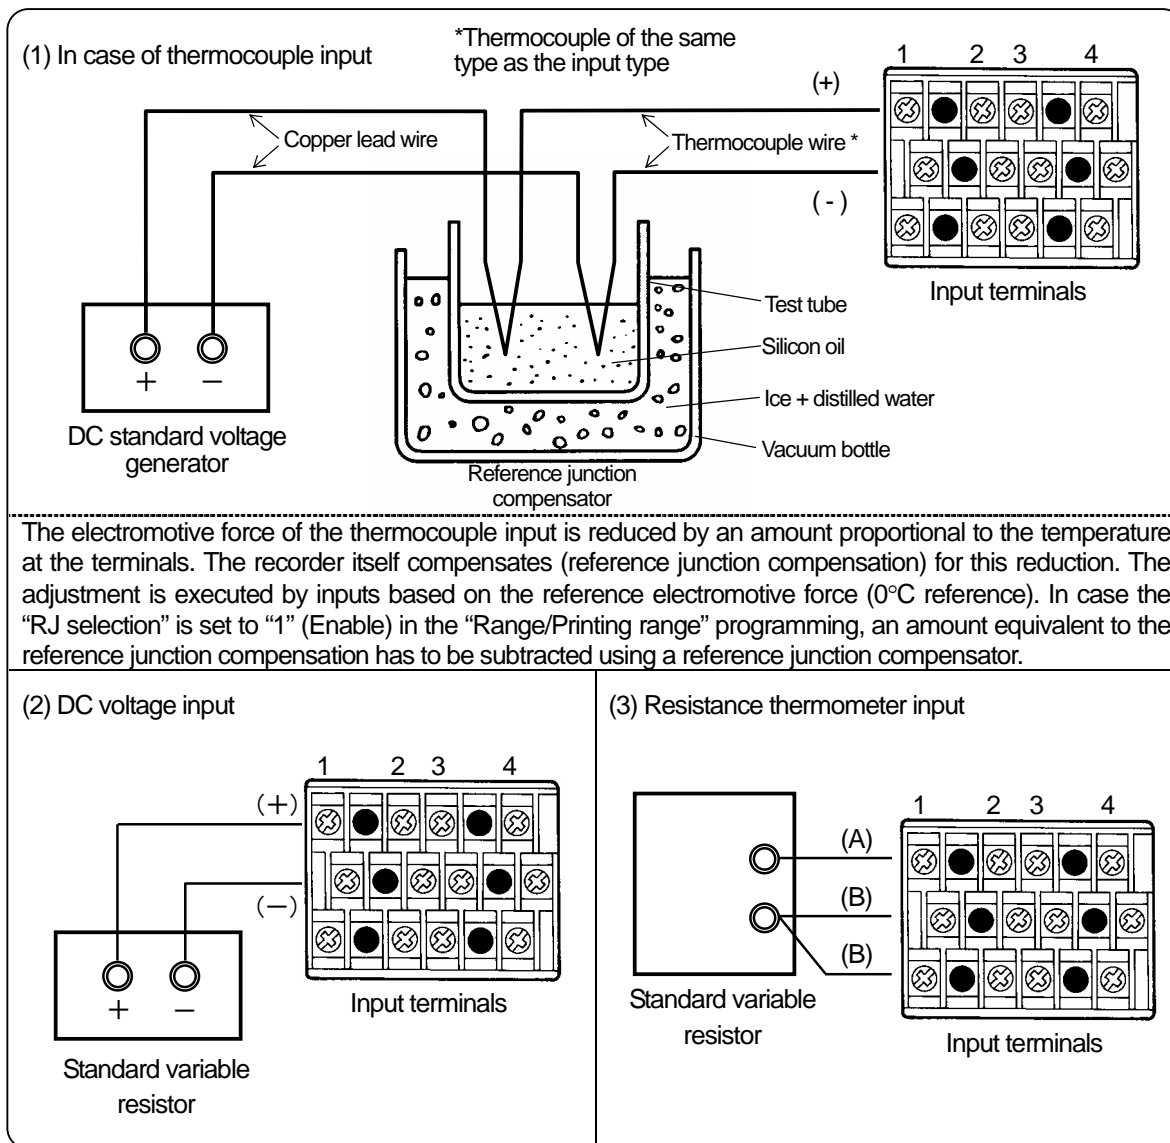 (1) In case of thermocouple input
*Thermocouple of the same
type as the input type
1 2 3 4
(+)
Copper lead wire
Thermocouple wire *
( - )
Input terminals
Test tube
Silicon oil
+ −
Ice + distilled water
DC standard voltage
generator
Vacuum bottle
Reference junction
compensator
The electromotive force of the thermocouple input is reduced by an amount proportional to the temperature
at the terminals. The recorder itself compensates (reference junction compensation) for this reduction. The
adjustment is executed by inputs based on the reference electromotive force (0°C reference). In case the
“RJ selection” is set to “1” (Enable) in the “Range/Printing range” programming, an amount equivalent to the
reference junction compensation has to be subtracted using a reference junction compensator.
(2) DC voltage input
1 2 3 4
(+)
(−)
+ −
Input terminals
Standard variable
resistor
(3) Resistance thermometer input
1 2 3 4
(A)
(B)
(B)
Standard variable
resistor
Input terminals